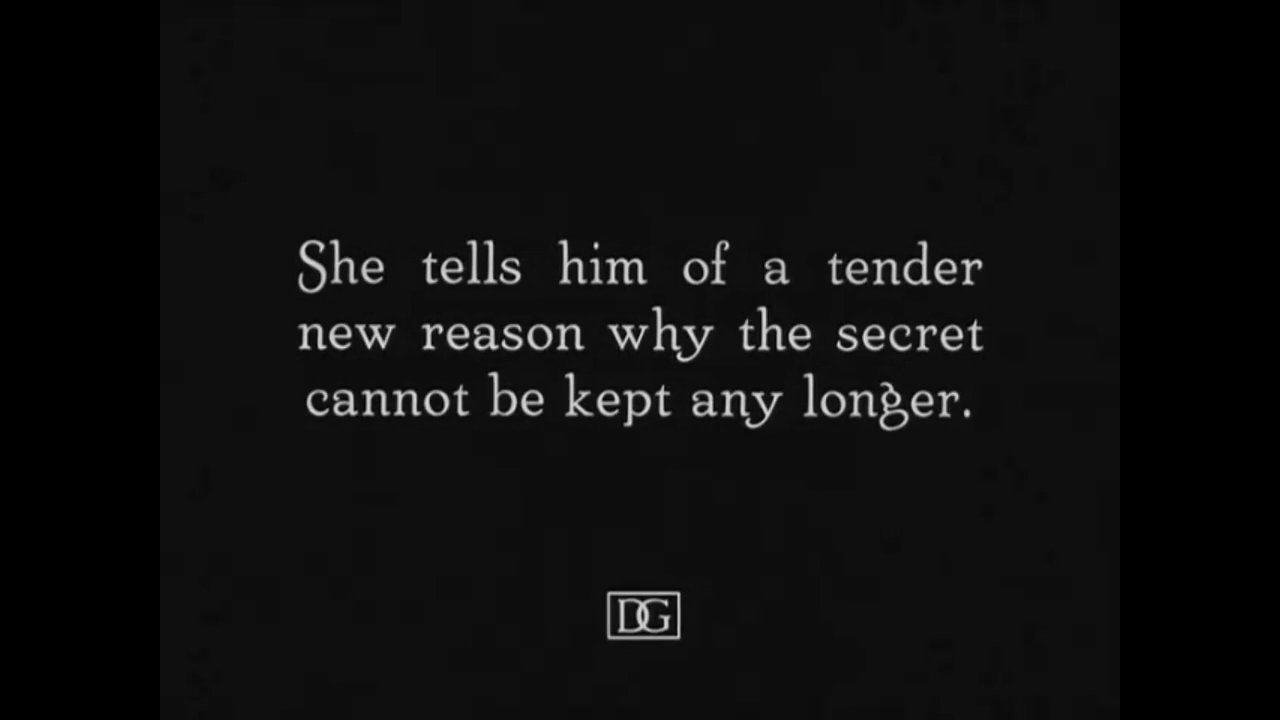 She tells him of a tender
new reason why the secret
cannot be kept any longer.
DG